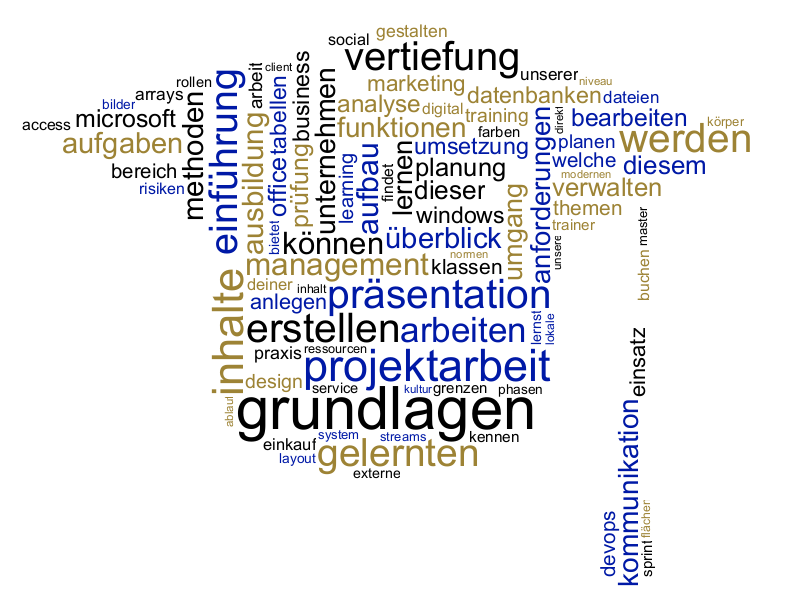 gestalten
social
vertiefung
client
unserer
niveau
rollen
marketing
arrays
bilder
arbeit
business
analyse
digital
datenbanken
dateien
training
access
microsoft
methoden
einführung
tabellen
office
unternehmen
funktionen
farben
direkt
bearbeiten
körper
werden
aufgaben
ausbildung
prüfung
learning
aufbau
lernen
umsetzung
planen
welche
diesem
bereich
risiken
findet
planung
dieser
modernen
verwalten
anforderungen
umgang
windows
themen
trainer
unsere
master
buchen
bietet
können
überblick
normen
management
klassen
inhalte
deiner
inhalt
anlegen
präsentation
erstellen
arbeiten
lernst
lokale
praxis
ressourcen
projektarbeit
einsatz
design
service
kultur
grenzen
phasen
ablauf
grundlagen
kommunikation
einkauf
system
streams
kennen
layout
gelernten
externe
devops
sprint
flächen